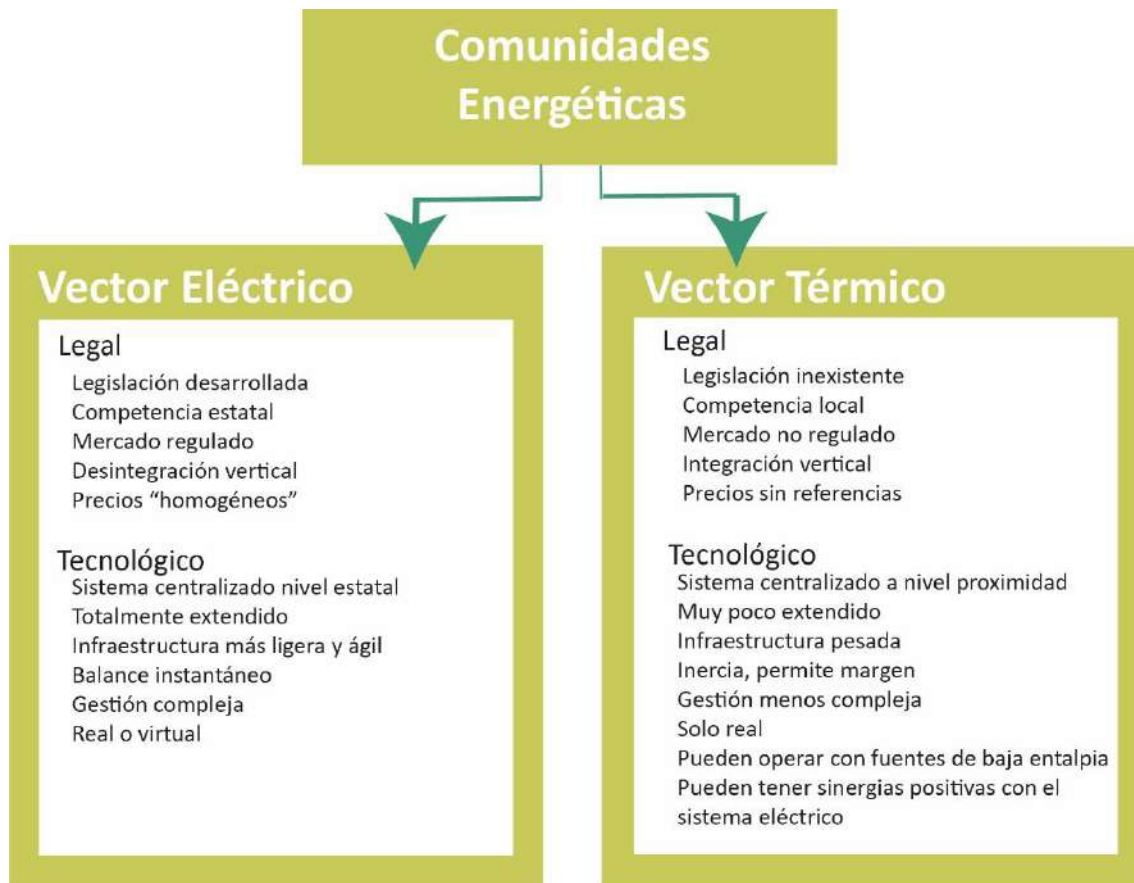 Comunidades
Energéticas
Vector Eléctrico
Legal
Legislación desarrollada
Competencia estatal
Mercado regulado
Desintegración vertical
Precios “homogéneos”
Tecnológico
Sistema centralizado nivel estatal
Totalmente extendido
Infraestructura más ligera y ágil
Balance instantáneo
Gestión compleja
Real o virtual
Vector Térmico
Legal
Legislación inexistente
Competencia local
Mercado no regulado
Integración vertical
Precios sin referencias
Tecnológico
Sistema centralizado a nivel proximidad
Muy poco extendido
Infraestructura pesada
Inercia, permite margen
Gestión menos compleja
Solo real
Pueden operar con fuentes de baja entalpia
Pueden tener sinergias positivas con el
sistema eléctrico